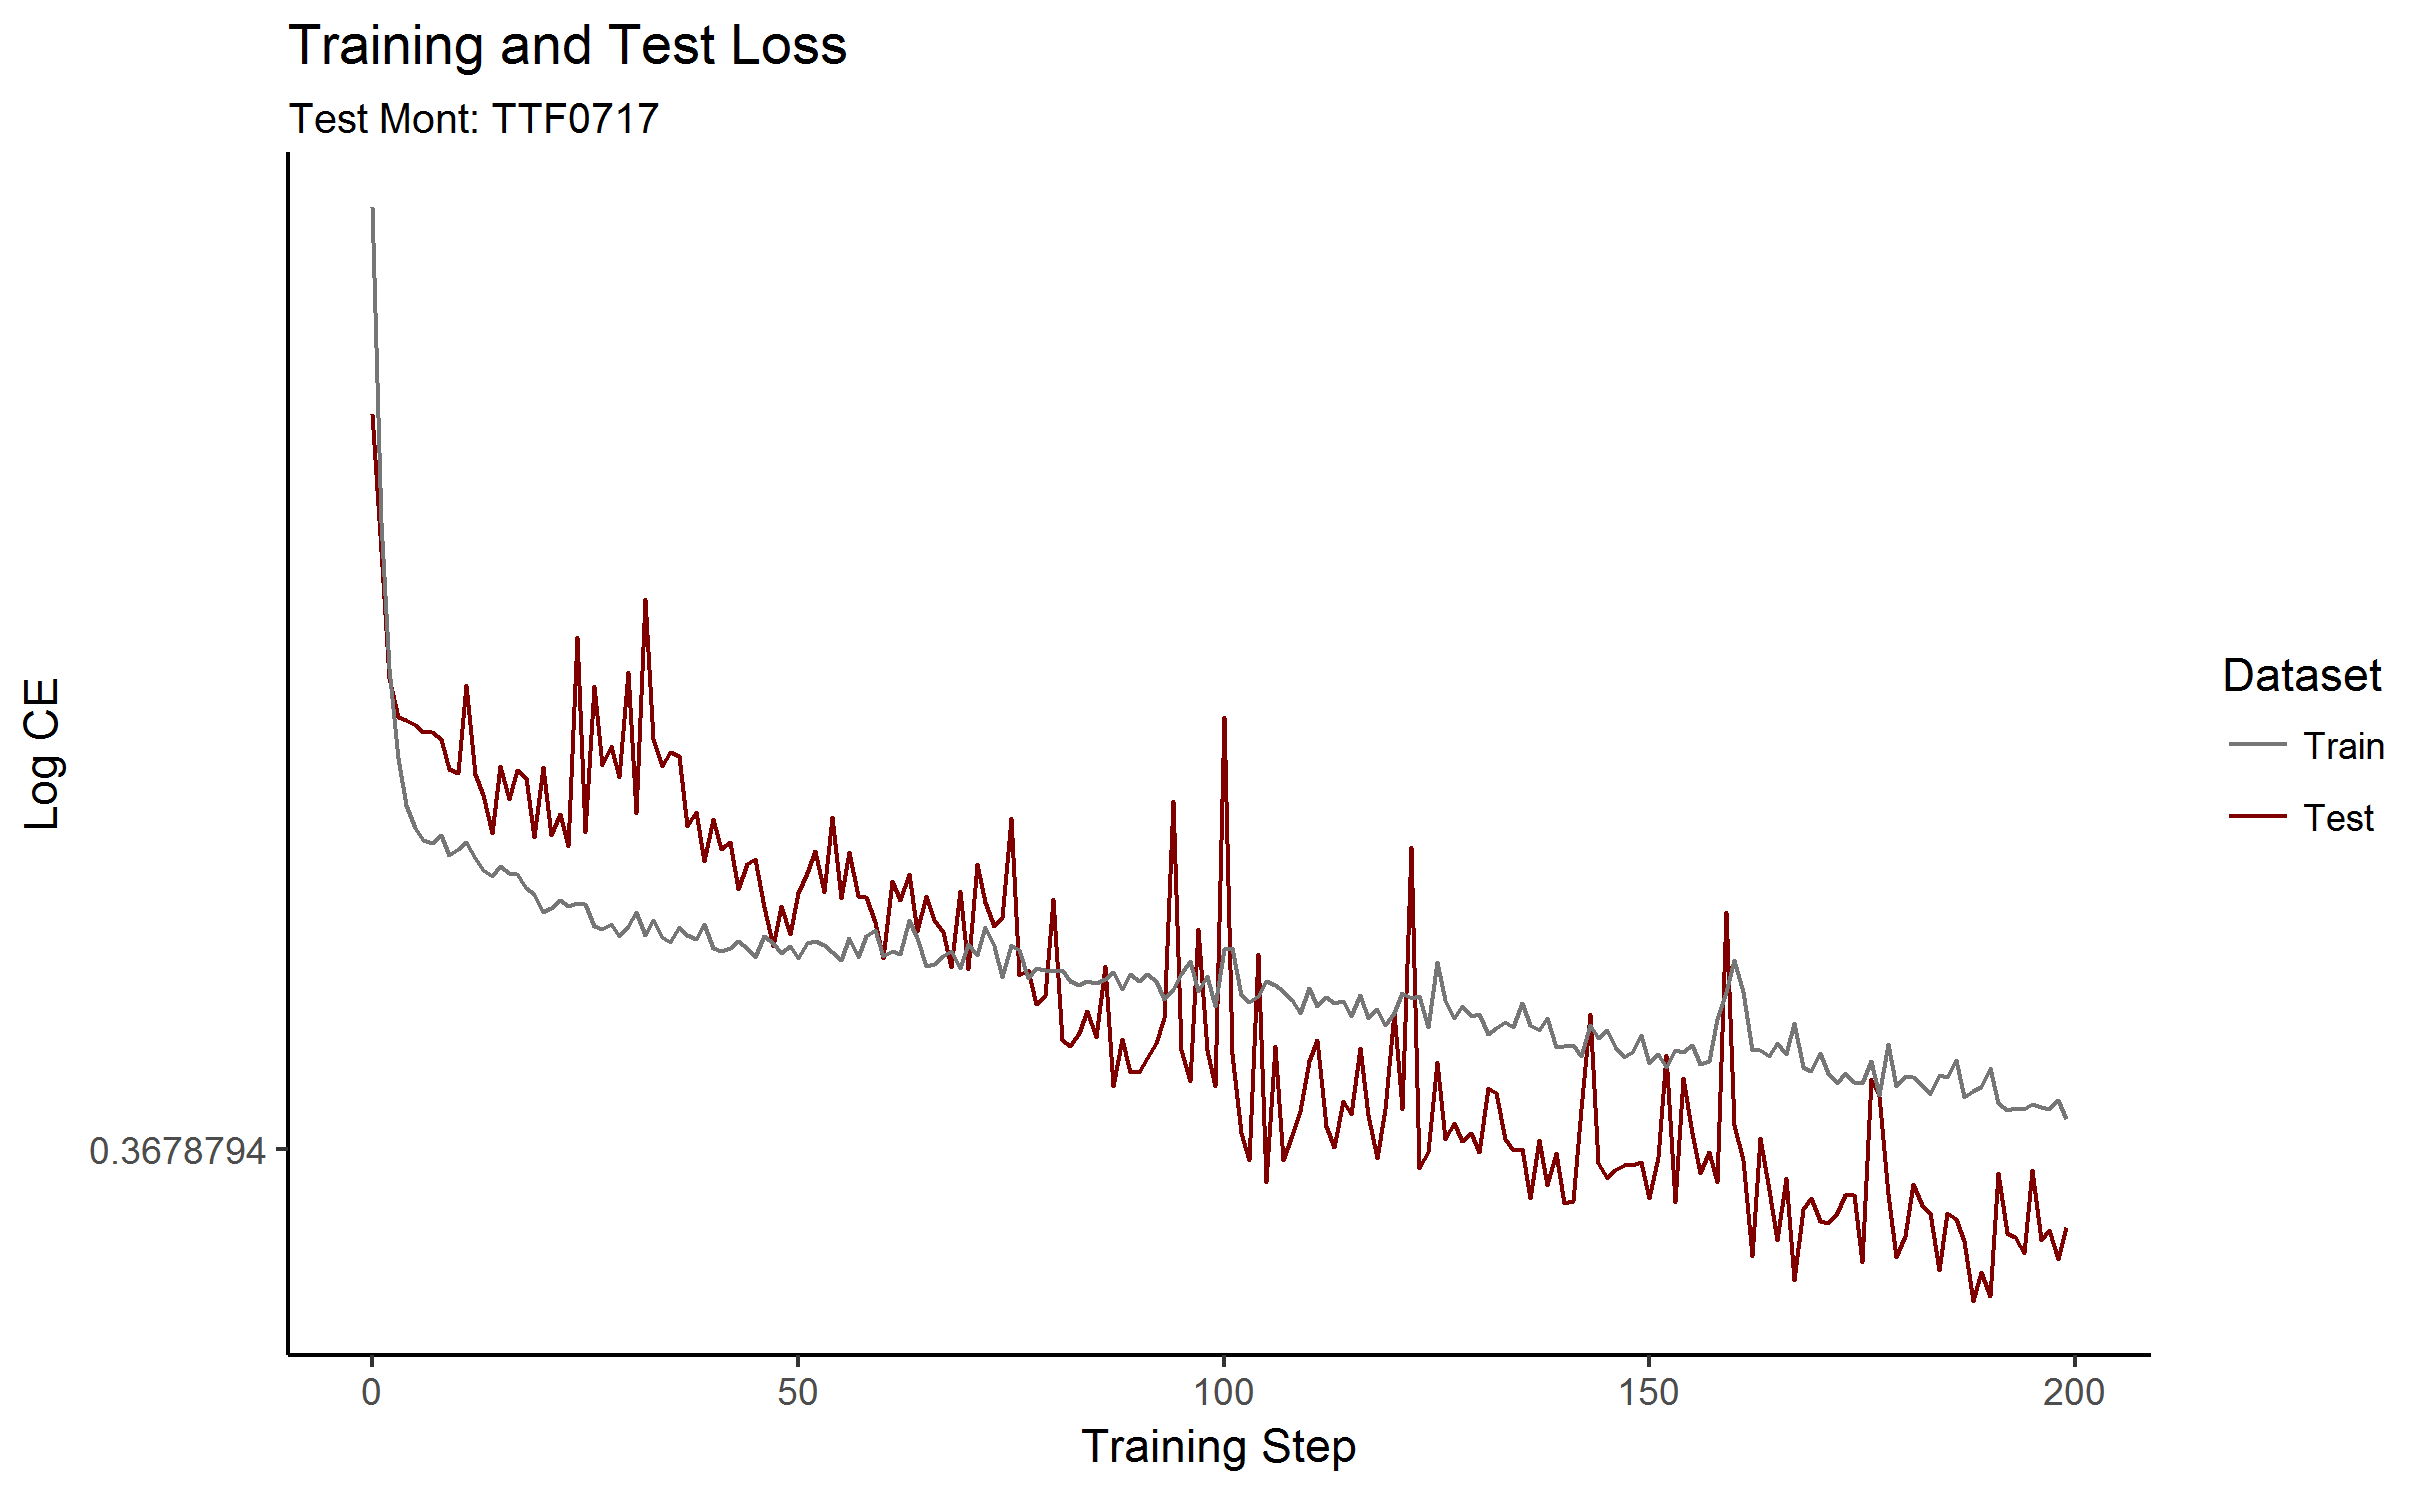 Training and Test Loss
Test Mont: TTF0717
Log CE
0.3678794
0
50
100
150
200
Training Step
Dataset
Train
Test